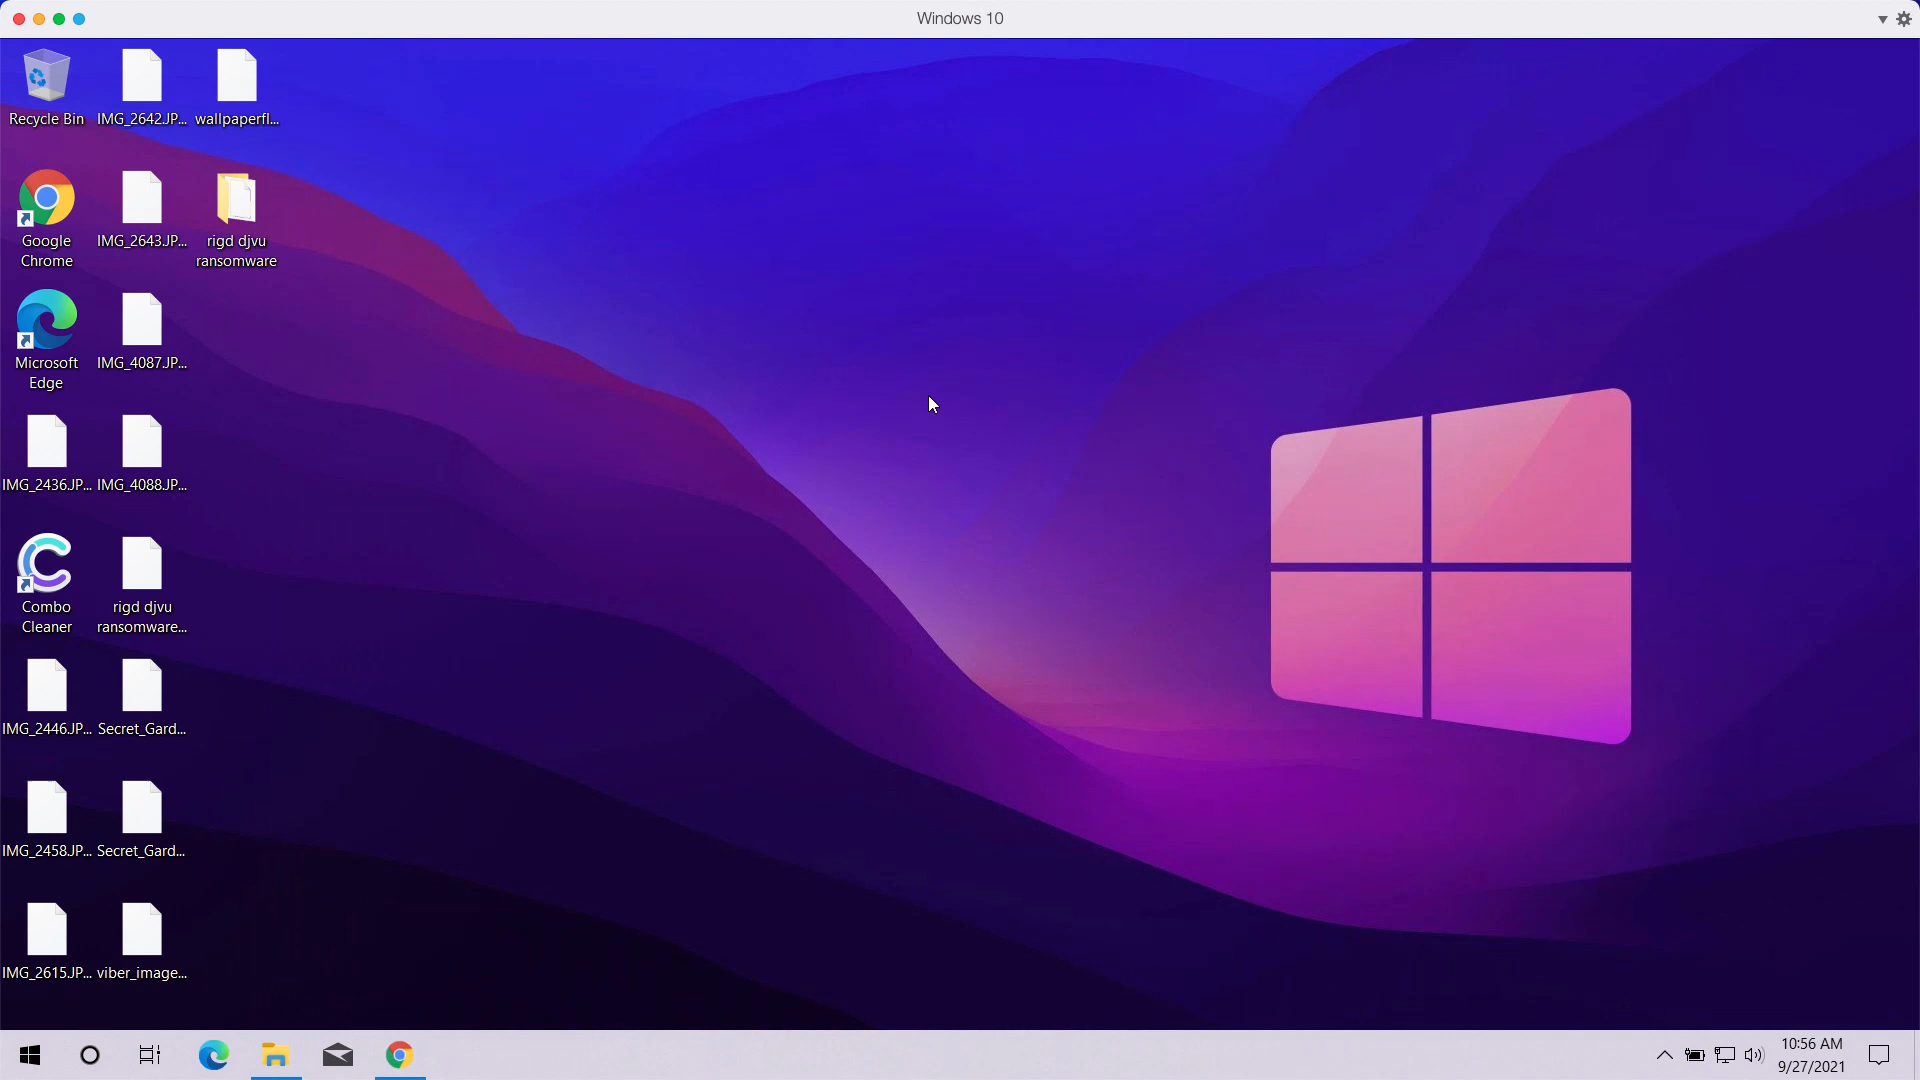 Windows 10
Recycle Bin
IMG_2642.JP...
wallpaperfl...
Google
Chrome
IMG_2643.JP...
rigd djvu
ransomware
Microsoft
Edge
IMG_4087.JP...
IMG_2436.JP...
IMG_4088.JP...
Combo
Cleaner
rigd djvu
ransomware...
IMG_2446.JP...
Secret_Gard...
IMG_2458.JP...
Secret_Gard...
IMG_2615.JP...
viber_image...
10:56 AM
9/27/2021